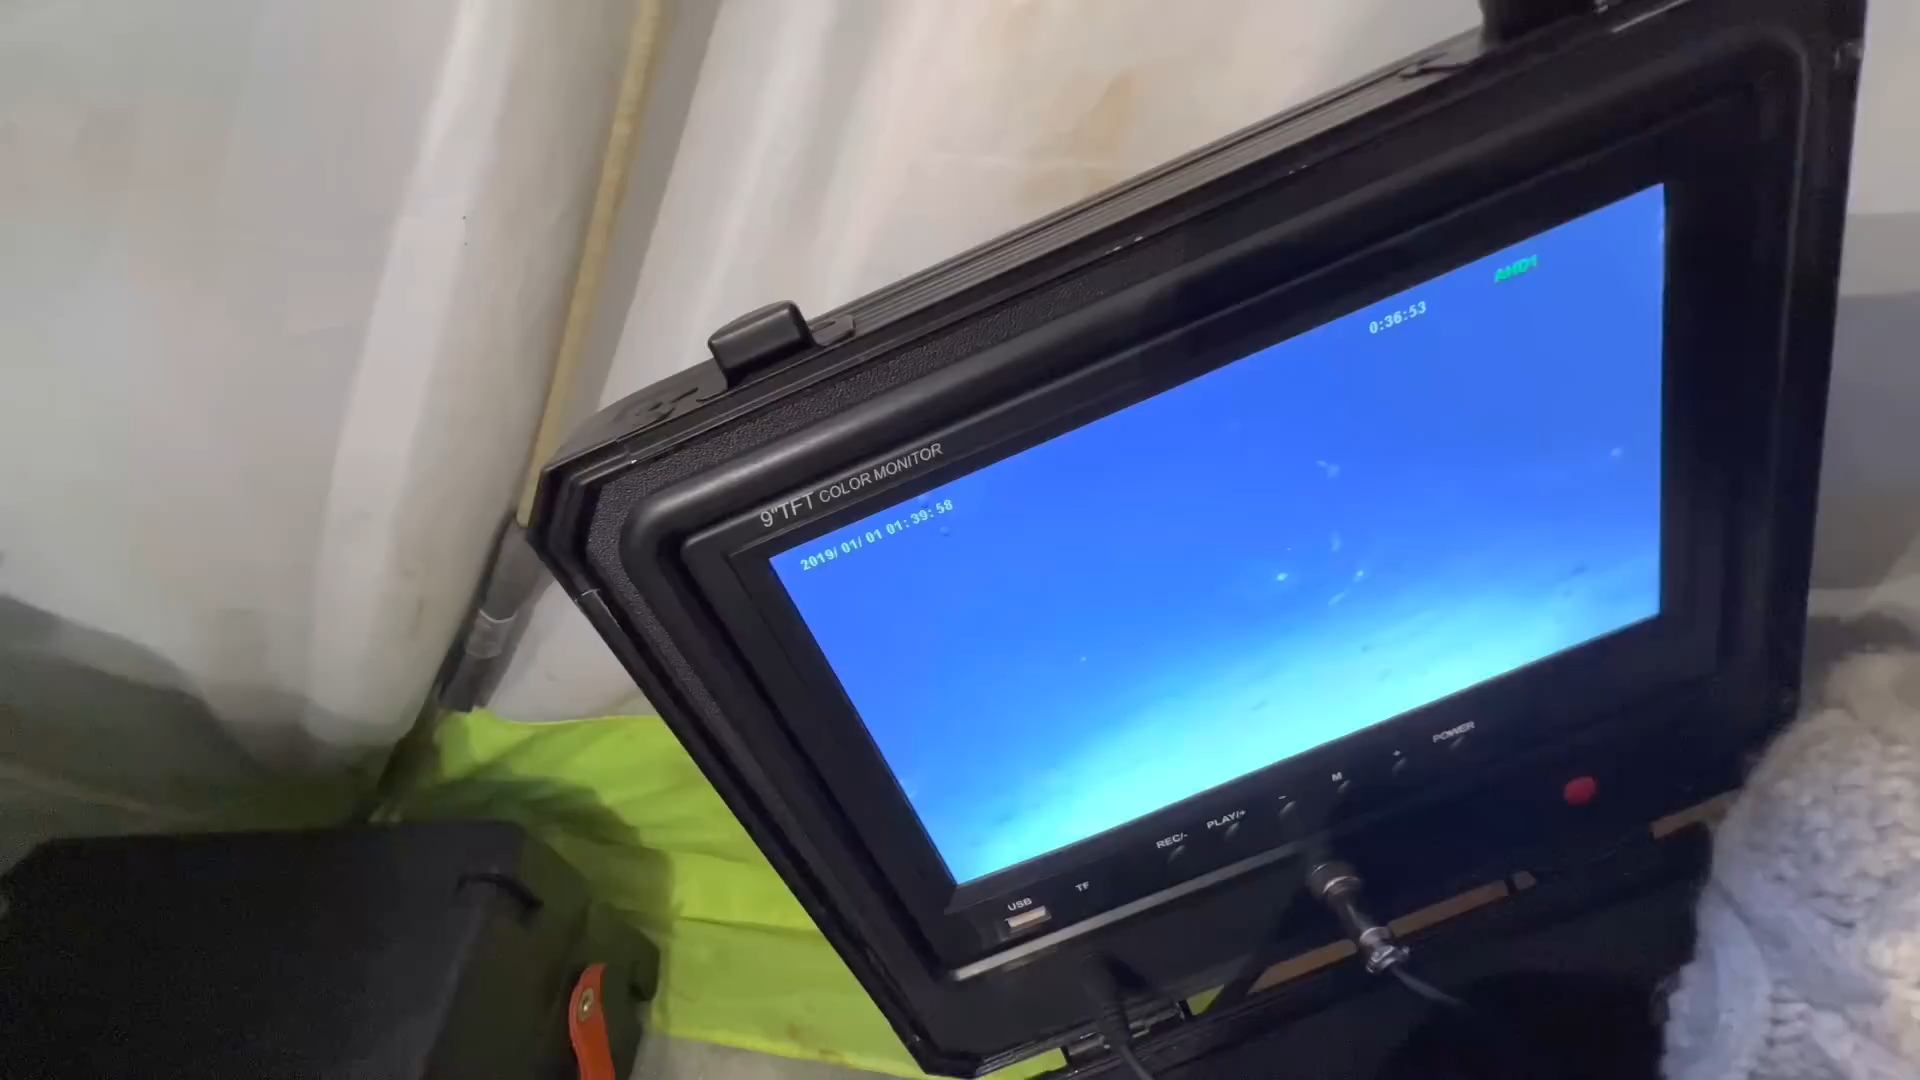 9"TFT COLOR MONITOR
2019/01/01 01:39:58
0:36:53
AHD1
USB
TF
REC/-
PLAY/+
-
M
+
POWER